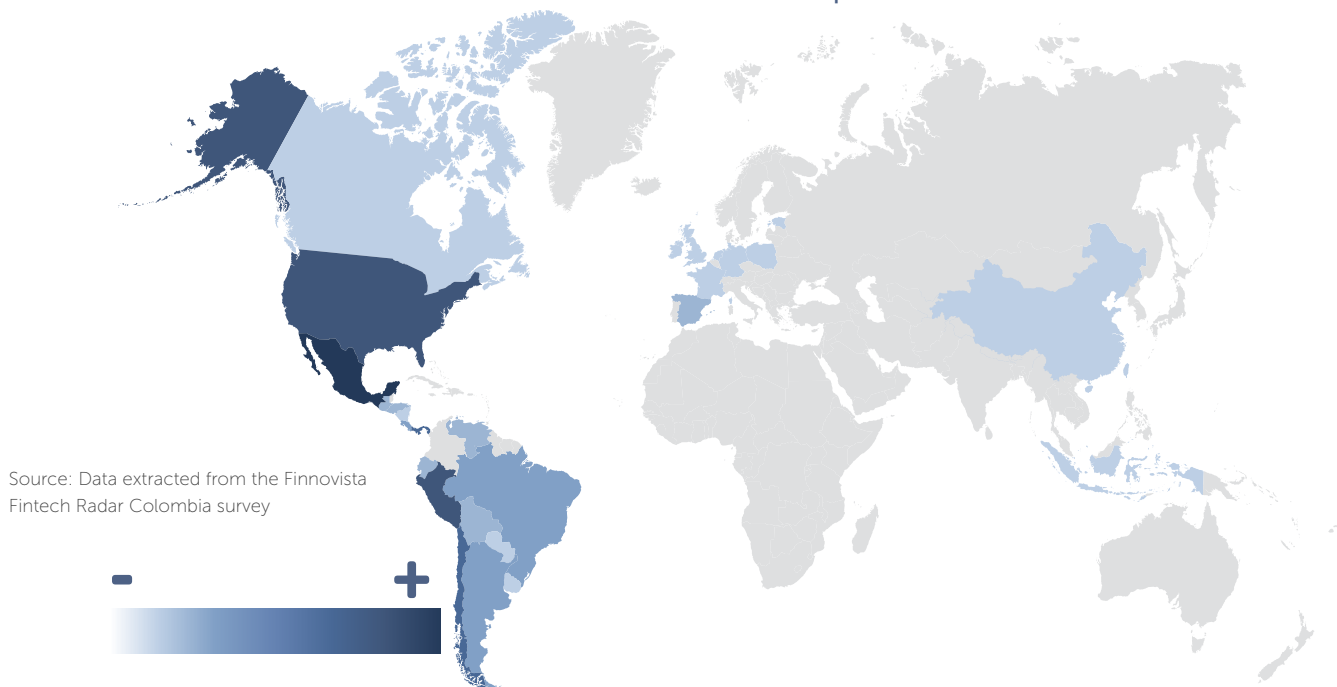 Source: Data extracted from the Finnovista
Fintech Radar Colombia survey
- +